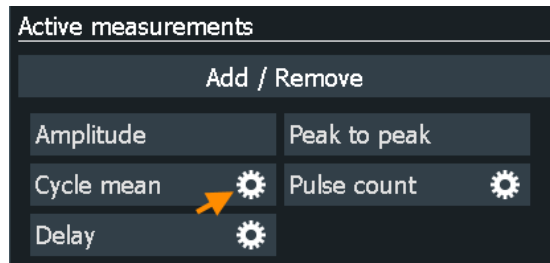 Active measurements
Add / Remove
Amplitude
Peak to peak
Cycle mean
Pulse count
Delay